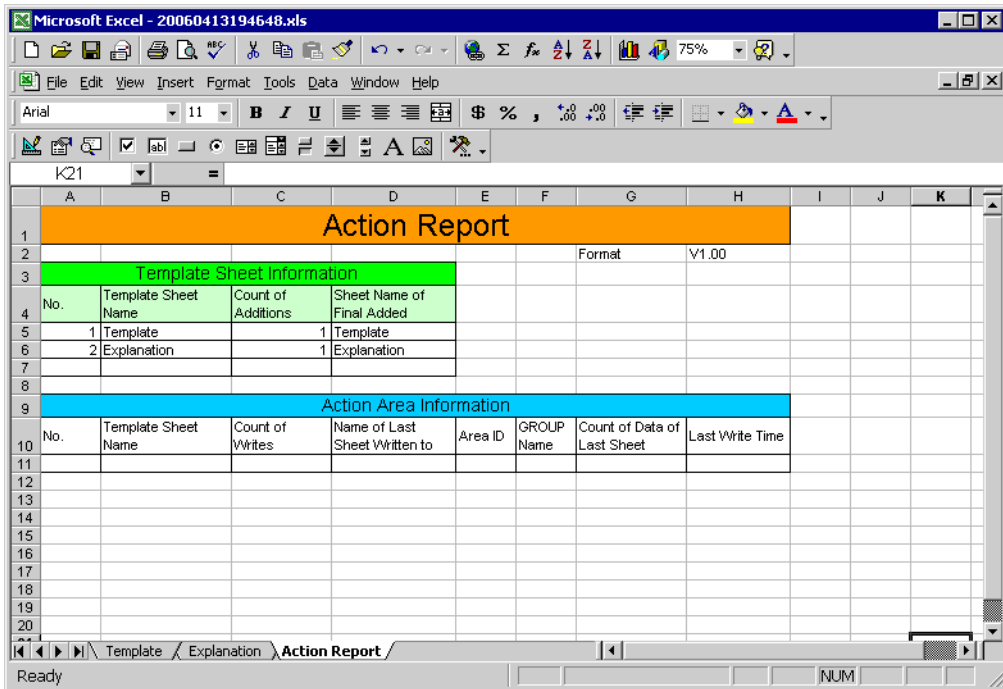 Microsoft Excel - 20060413194648.xls
75%
File Edit View Insert Format Tools Data Window Help
Arial 11 B I U $ % ,
K21 =
A B C D E F G H I J K
1 Action Report
2 Format V1.00
3 Template Sheet Information
4 No. Template Sheet Name Count of Additions Sheet Name of Final Added
5 1 Template 1 Template
6 2 Explanation 1 Explanation
7
8
9 Action Area Information
10 No. Template Sheet Name Count of Writes Name of Last Sheet Written to Area ID GROUP Name Count of Data of Last Sheet Last Write Time
11
12
13
14
15
16
17
18
19
20
Template Explanation Action Report
Ready NUM